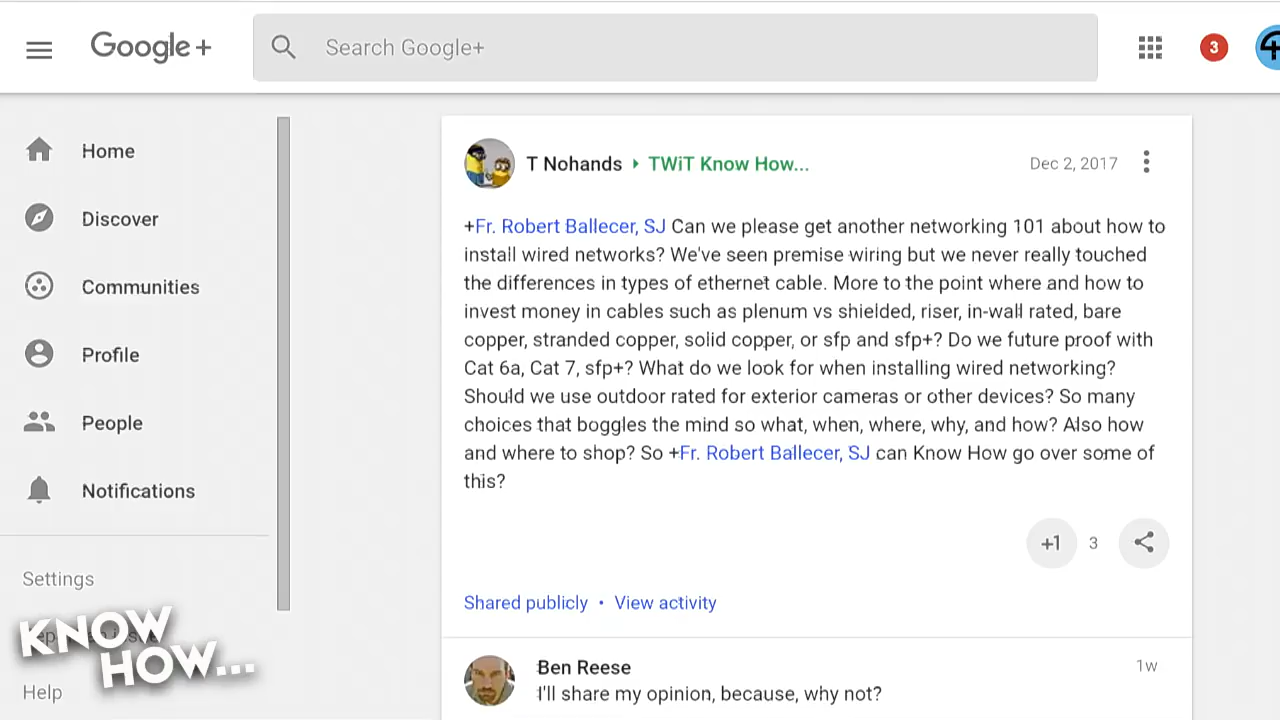 Google+
Search Google+
3
Home
Discover
Communities
Profile
People
Notifications
Settings
Help
KNOW
HOW...
T Nohands ‣ TWiT Know How...
Dec 2, 2017
+Fr. Robert Ballecer, SJ Can we please get another networking 101 about how to
install wired networks? We've seen premise wiring but we never really touched
the differences in types of ethernet cable. More to the point where and how to
invest money in cables such as plenum vs shielded, riser, in-wall rated, bare
copper, stranded copper, solid copper, or sfp and sfp+? Do we future proof with
Cat 6a, Cat 7, sfp+? What do we look for when installing wired networking?
Should we use outdoor rated for exterior cameras or other devices? So many
choices that boggles the mind so what, when, where, why, and how? Also how
and where to shop? So +Fr. Robert Ballecer, SJ can Know How go over some of
this?
+1 3
Shared publicly • View activity
Ben Reese
1w
I'll share my opinion, because, why not?